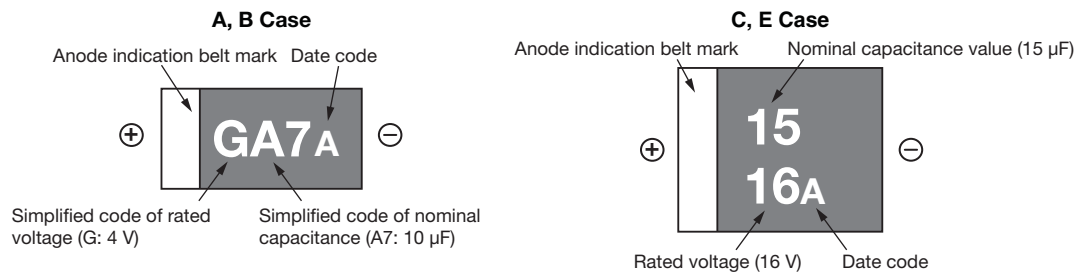 A, B Case
Anode indication belt mark Date code
⊕ GA7A ⊖
Simplified code of rated
voltage (G: 4 V)
Simplified code of nominal
capacitance (A7: 10 µF)
C, E Case
Anode indication belt mark Nominal capacitance value (15 µF)
15
⊕ ⊖
16A
Rated voltage (16 V) Date code